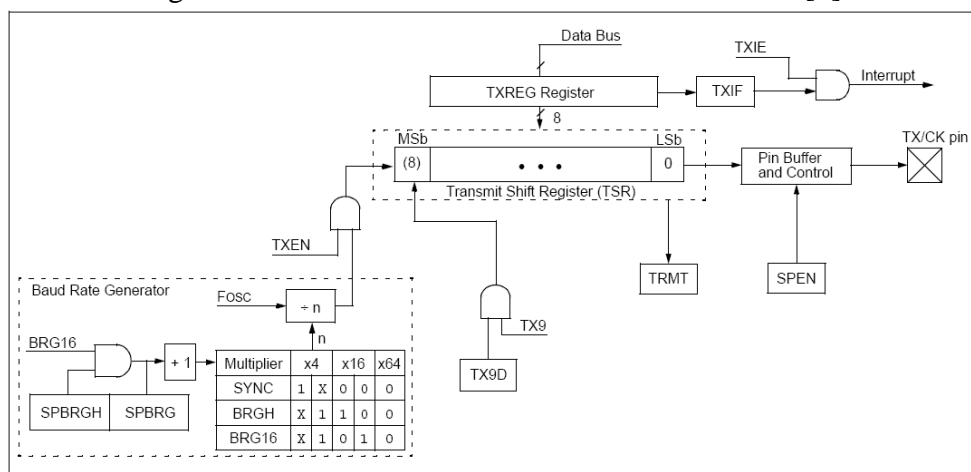 Data Bus
TXIE
Interrupt
TXREG Register
TXIF
8
MSb
LSb
TX/CK pin
(8)
• • •
0
Pin Buffer
and Control
Transmit Shift Register (TSR)
TXEN
TRMT
SPEN
Baud Rate Generator
Fosc
÷ n
n
TX9
TX9D
BRG16
+ 1
SPBRGH
SPBRG
Multiplier x4 x16 x64
SYNC 1 X 0 0 0
BRGH X 1 1 0 0
BRG16 X 1 0 1 0